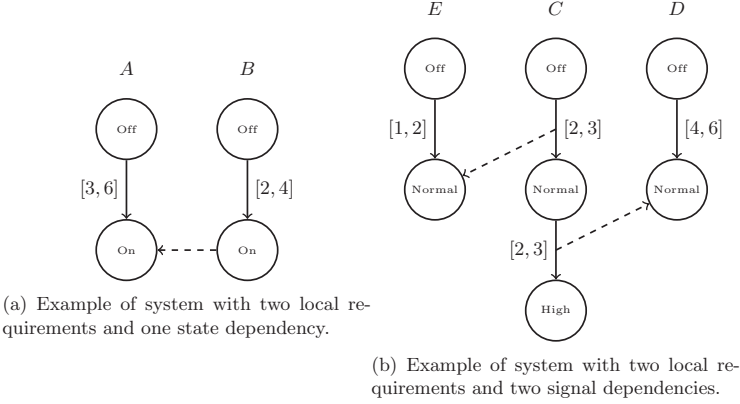 A B
Off Off
[3, 6] [2, 4]
On On
(a) Example of system with two local re-
quirements and one state dependency.
E C D
Off Off Off
[1, 2] [2, 3] [4, 6]
Normal Normal Normal
[2, 3]
High
(b) Example of system with two local re-
quirements and two signal dependencies.